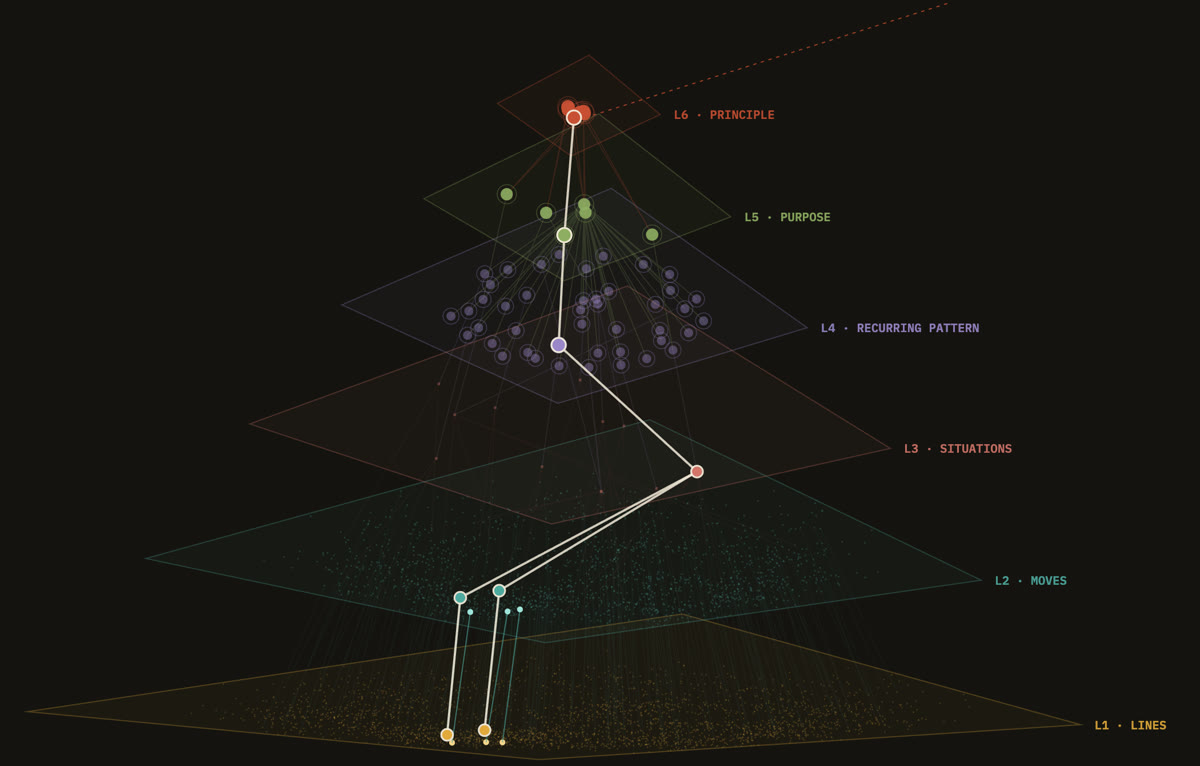 L6 · PRINCIPLE
L5 · PURPOSE
L4 · RECURRING PATTERN
L3 · SITUATIONS
L2 · MOVES
L1 · LINES